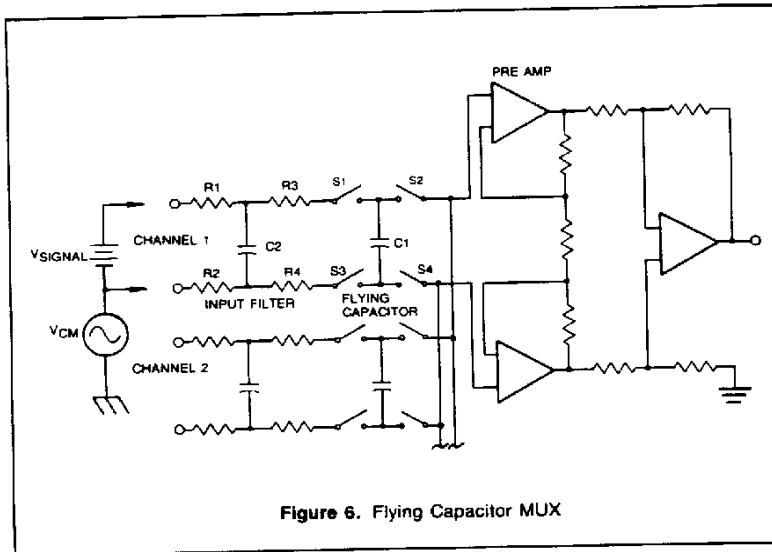 PRE AMP
R1
R3
S1
S2
VSIGNAL
CHANNEL 1
C2
C1
R2
R4
S3
S4
INPUT FILTER
FLYING
CAPACITOR
VCM
CHANNEL 2
Figure 6. Flying Capacitor MUX